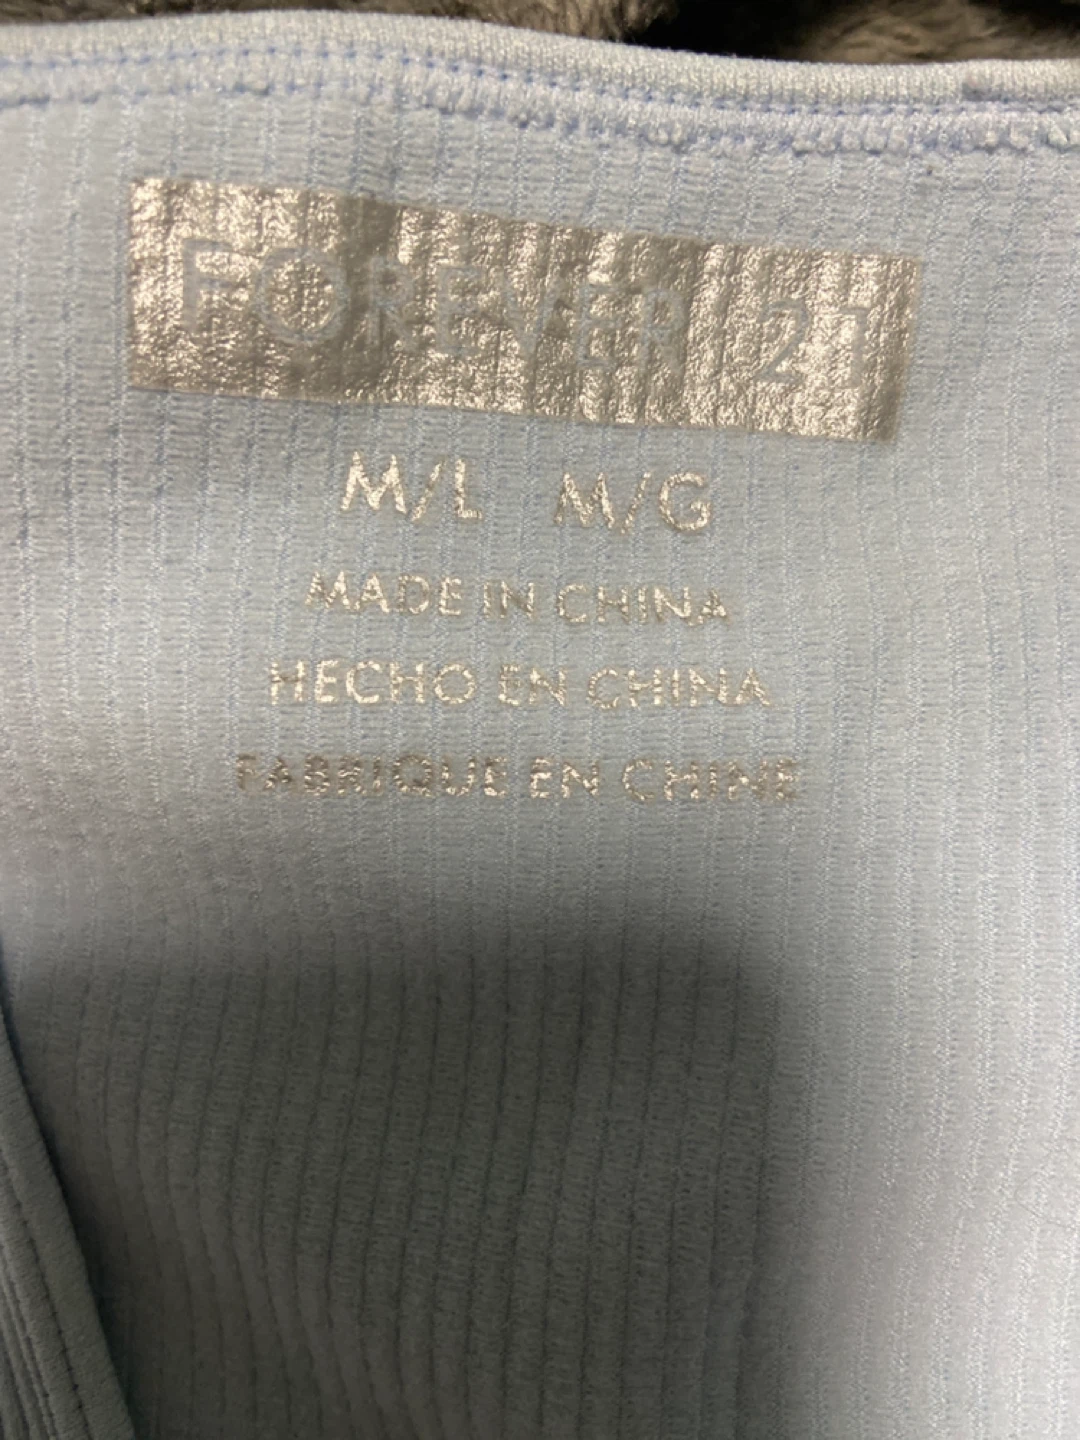 FOREVER 21
M/L M/G
MADE IN CHINA
HECHO EN CHINA
FABRIQUE EN CHINE